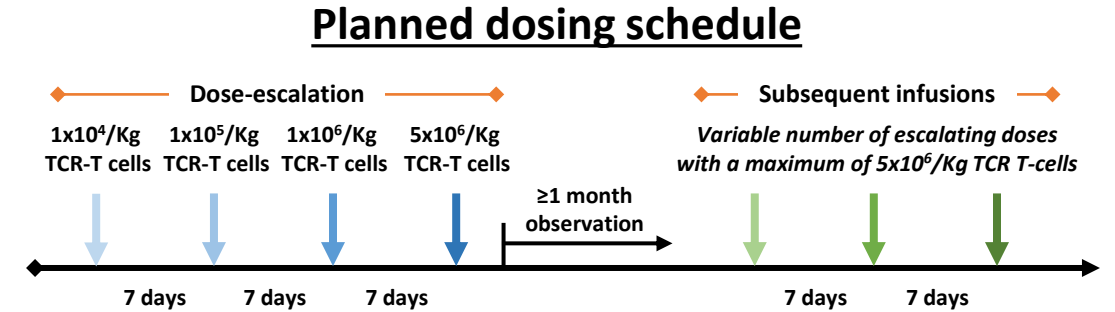 Planned dosing schedule
Dose-escalation
Subsequent infusions
1x10⁴/Kg TCR-T cells
1x10⁵/Kg TCR-T cells
1x10⁶/Kg TCR-T cells
5x10⁶/Kg TCR-T cells
Variable number of escalating doses
with a maximum of 5x10⁶/Kg TCR T-cells
≥1 month
observation
7 days
7 days
7 days
7 days
7 days